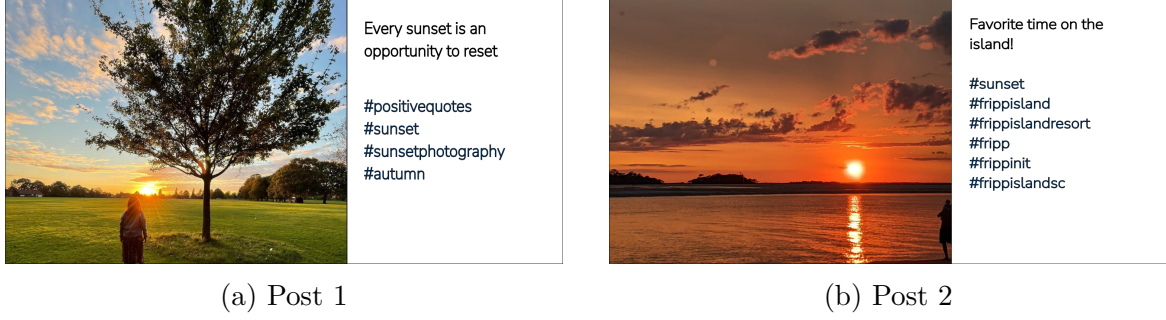 Every sunset is an
opportunity to reset
#positivequotes
#sunset
#sunsetphotography
#autumn
(a) Post 1
Favorite time on the
island!
#sunset
#frippisland
#frippislandresort
#fripp
#frippinit
#frippislandsc
(b) Post 2